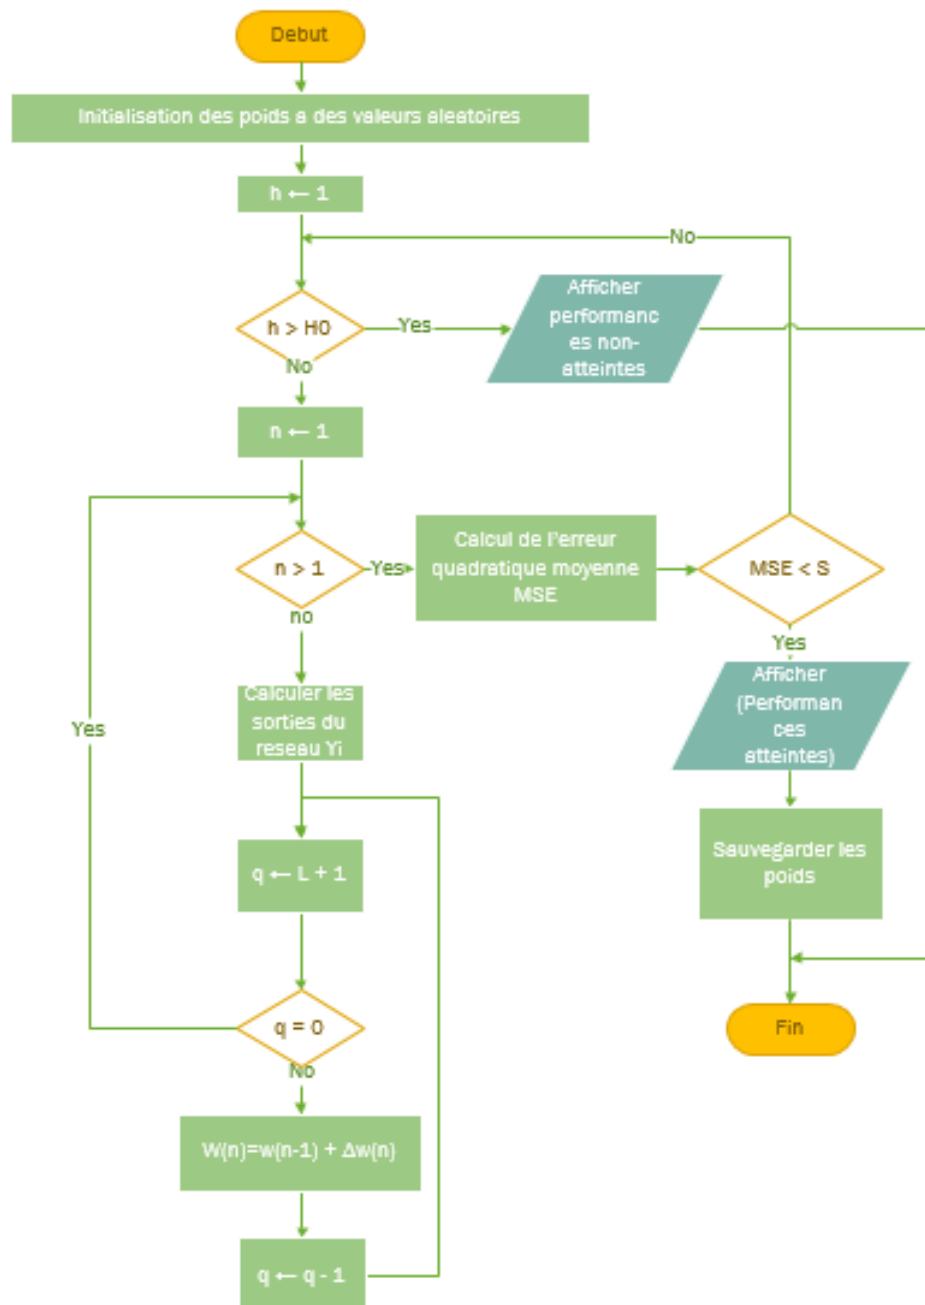 Debut
Initialisation des poids a des valeurs aleatoires
h ← 1
No
h > H0
Yes
Afficher
performanc
es non-
atteintes
No
n ← 1
n > 1
Yes
Calcul de l'erreur
quadratique moyenne
MSE
MSE < S
no
Yes
Calculer les
sorties du
reseau Yi
Afficher
(Performan
ces
atteintes)
Yes
q ← L + 1
Sauvegarder les
poids
q = 0
Fin
No
W(n)=w(n-1) + Δw(n)
q ← q - 1